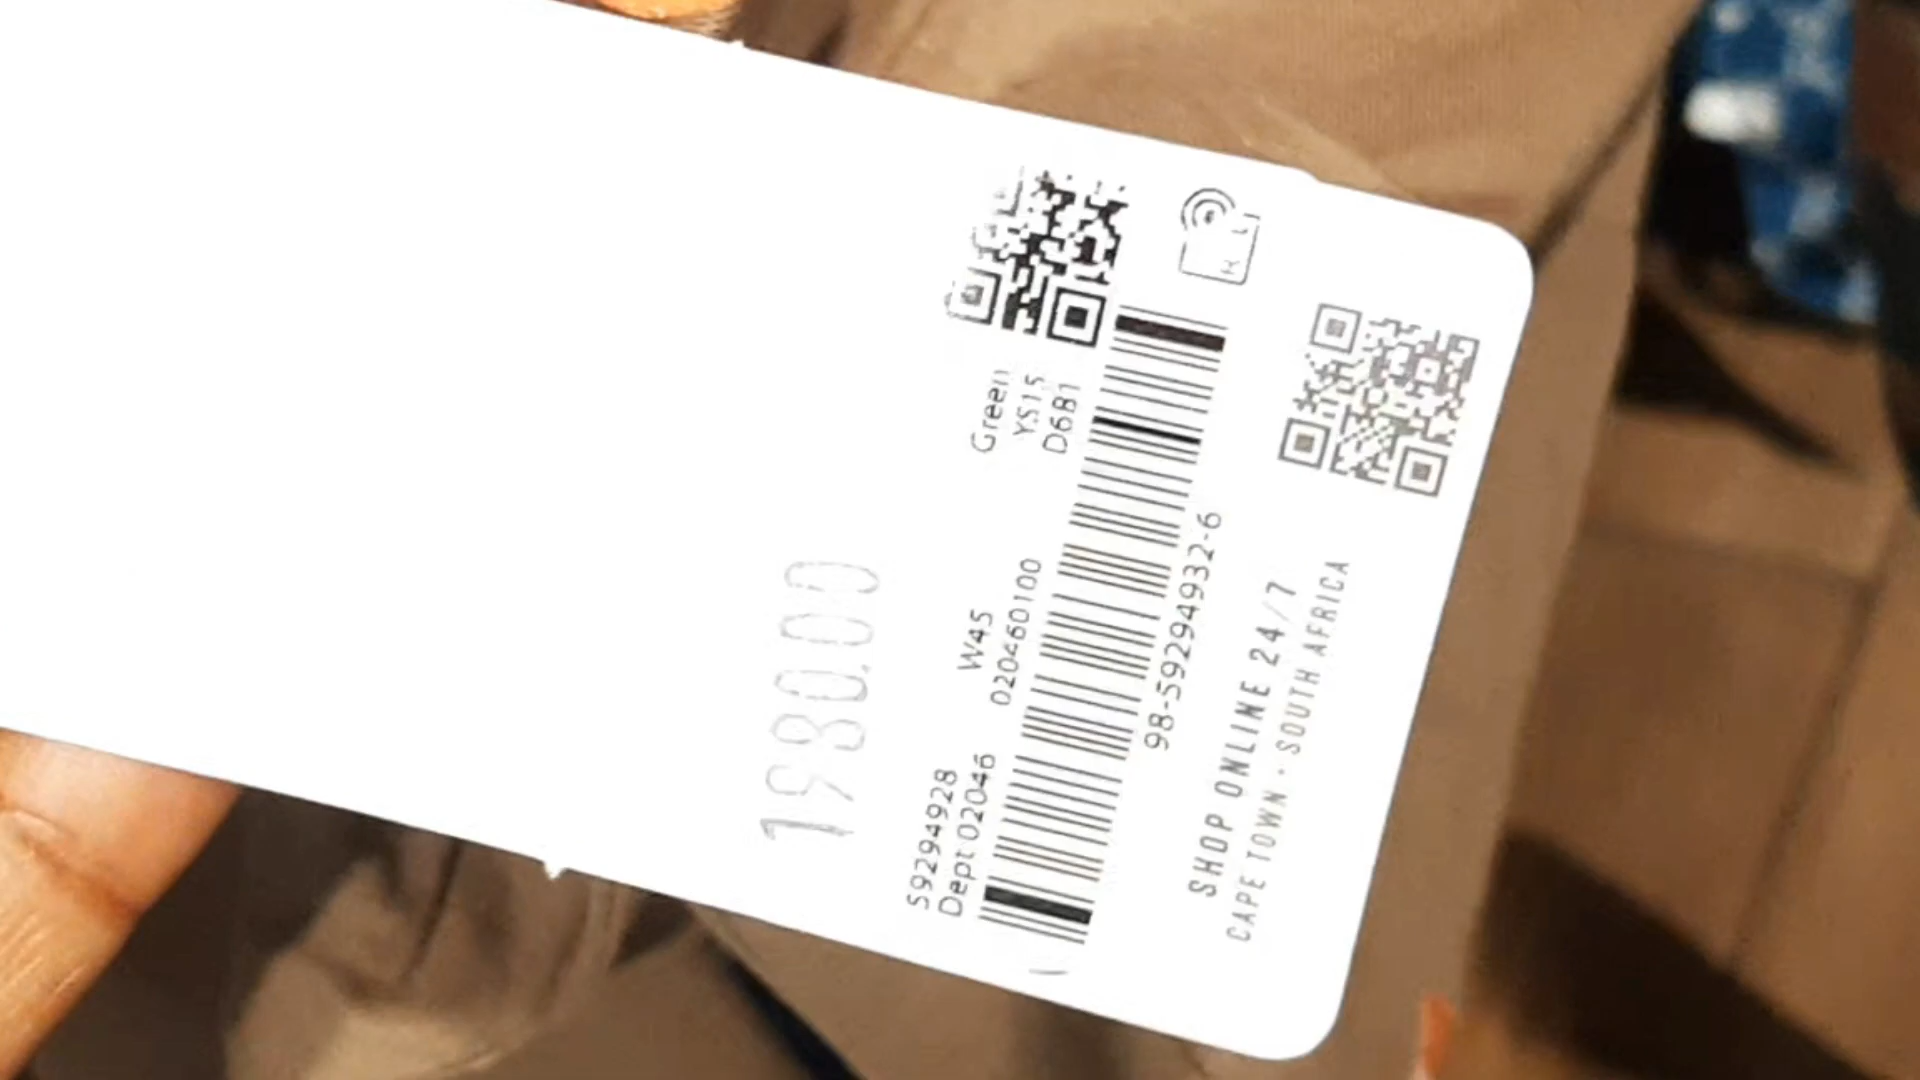 1980.00
59294928 W45 Green
Dept 02046 020460100 YS15
D6B1
98-59294932-6
SHOP ONLINE 24/7
CAPE TOWN · SOUTH AFRICA